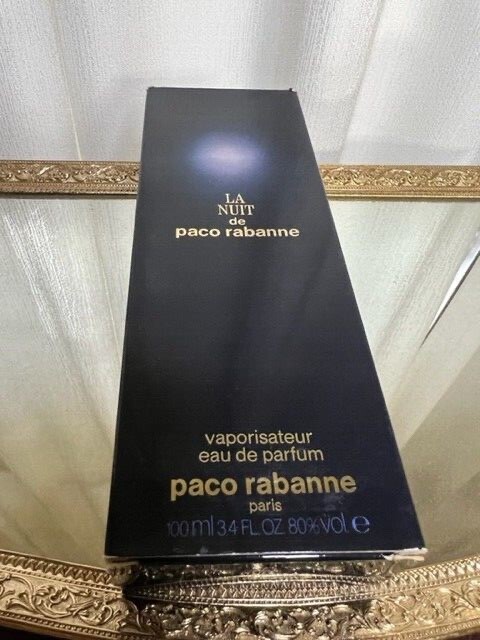 LA
NUIT
de
paco rabanne
vaporisateur
eau de parfum
paco rabanne
paris
100 ml 3.4 FL.OZ. 80% vol. e